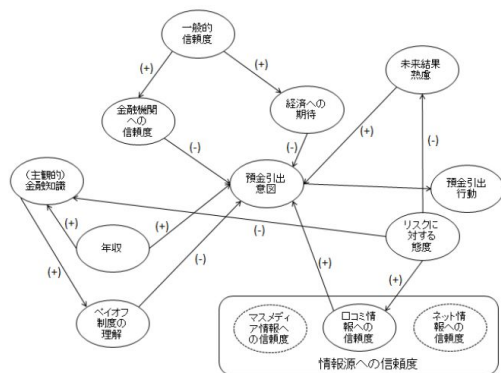 一般的
信頼度
(+)
(+)
未来結果
熟慮
金融機関
への
信頼度
経済への
期待
(-)
(-)
(+)
(-)
(主観的)
金融知識
預金引出
意図
預金引出
行動
(+)
年収
(+)
(-)
リスクに
対する態
度
(+)
(-)
(+)
(+)
ペイオフ
制度の
理解
マスメディ
ア情報へ
の信頼度
口コミ情
報への
信頼度
ネット情
報への
信頼度
情報源への信頼度